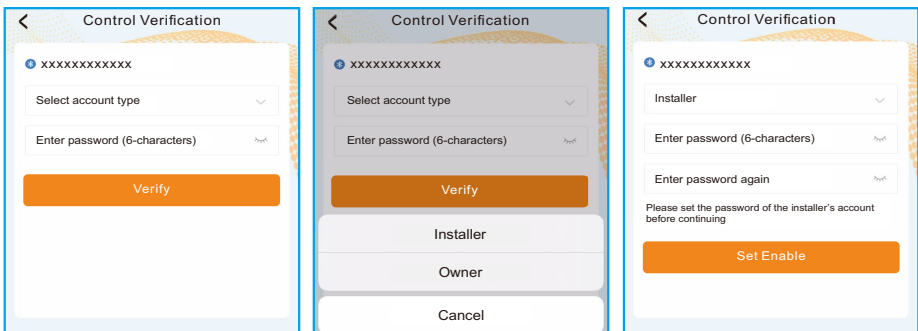 Control Verification
xxxxxxxxxxxx
Select account type
Enter password (6-characters)
Verify
Control Verification
xxxxxxxxxxxx
Select account type
Enter password (6-characters)
Verify
Installer
Owner
Cancel
Control Verification
xxxxxxxxxxxx
Installer
Enter password (6-characters)
Enter password again
Please set the password of the installer's account
before continuing
Set Enable